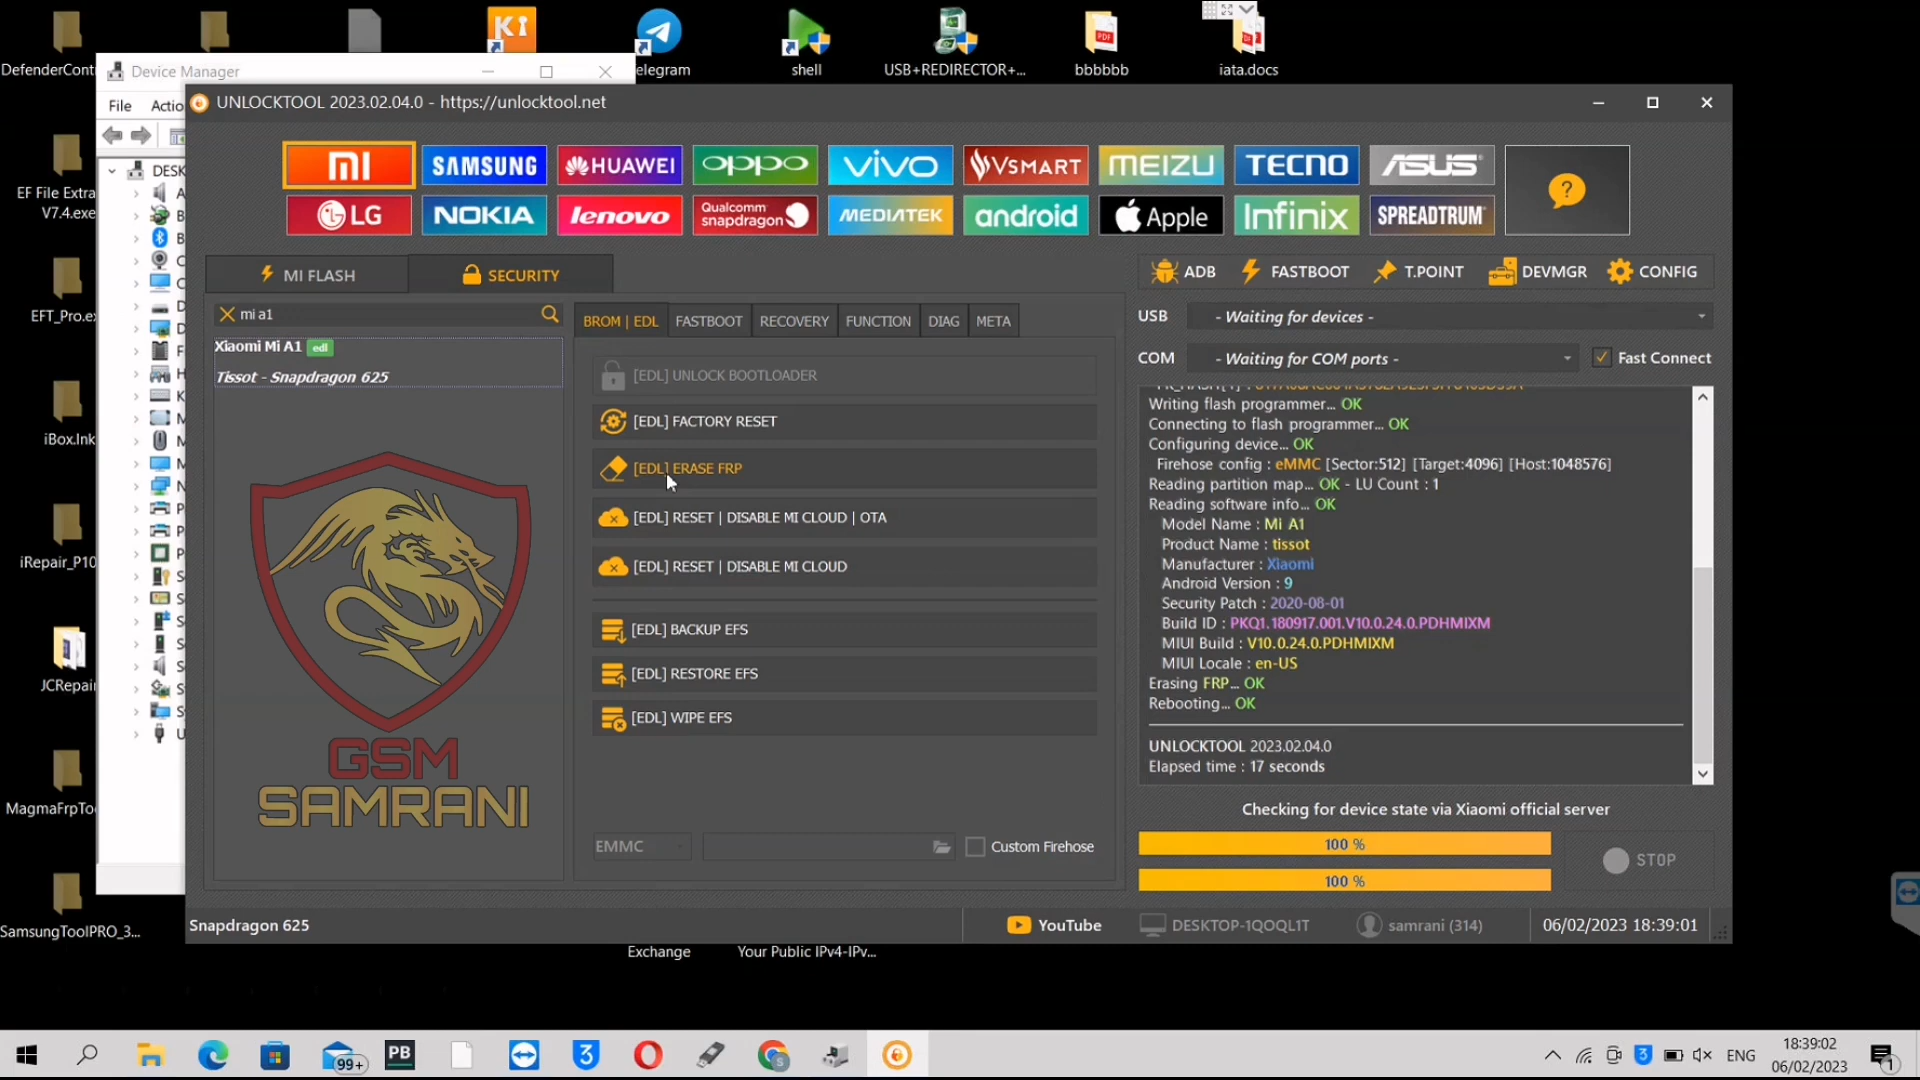 DefenderCont
KI
elegram
shell
USB+REDIRECTOR+...
PDF
bbbbbb
iata.docs
Device Manager
File Actio
UNLOCKTOOL 2023.02.04.0 - https://unlocktool.net
DESK
EF File Extra
V7.4.exe
EFT_Pro.ex
iBox.lnk
iRepair_P10
JCRepair
MagmaFrpToo
SamsungToolPRO_3...
MI
SAMSUNG
HUAWEI
oppo
vivo
VSMART
MEIZU
TECNO
ASUS
?
LG
NOKIA
lenovo
Qualcomm
snapdragon
MEDIATEK
android
Apple
Infinix
SPREADTRUM
MI FLASH
SECURITY
ADB
FASTBOOT
T.POINT
DEVMGR
CONFIG
mi a1
Xiaomi Mi A1 edl
Tissot - Snapdragon 625
GSM
SAMRANI
BROM | EDL
FASTBOOT
RECOVERY
FUNCTION
DIAG
META
[EDL] UNLOCK BOOTLOADER
[EDL] FACTORY RESET
[EDL] ERASE FRP
[EDL] RESET | DISABLE MI CLOUD | OTA
[EDL] RESET | DISABLE MI CLOUD
[EDL] BACKUP EFS
[EDL] RESTORE EFS
[EDL] WIPE EFS
EMMC
Custom Firehose
USB - Waiting for devices -
COM - Waiting for COM ports -
Fast Connect
Writing flash programmer... OK
Connecting to flash programmer... OK
Configuring device... OK
Firehose config : eMMC [Sector:512] [Target:4096] [Host:1048576]
Reading partition map... OK - LU Count : 1
Reading software info... OK
Model Name : Mi A1
Product Name : tissot
Manufacturer : Xiaomi
Android Version : 9
Security Patch : 2020-08-01
Build ID : PKQ1.180917.001.V10.0.24.0.PDHMIXM
MIUI Build : V10.0.24.0.PDHMIXM
MIUI Locale : en-US
Erasing FRP... OK
Rebooting... OK
UNLOCKTOOL 2023.02.04.0
Elapsed time : 17 seconds
Checking for device state via Xiaomi official server
100 %
100 %
STOP
Snapdragon 625
YouTube
DESKTOP-1QOQL1T
samrani (314)
06/02/2023 18:39:01
Exchange
Your Public IPv4-IPv...
99+
PB
3
3
ENG
18:39:02
06/02/2023
1